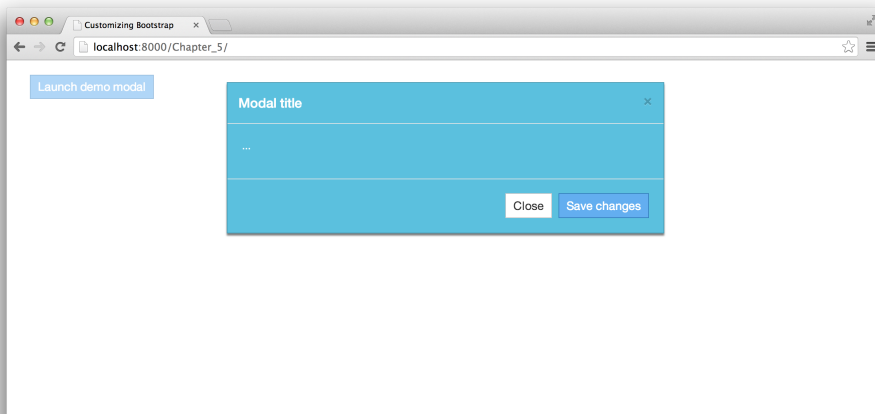 Customizing Bootstrap ×
localhost:8000/Chapter_5/
Launch demo modal
Modal title ×
...
Close Save changes